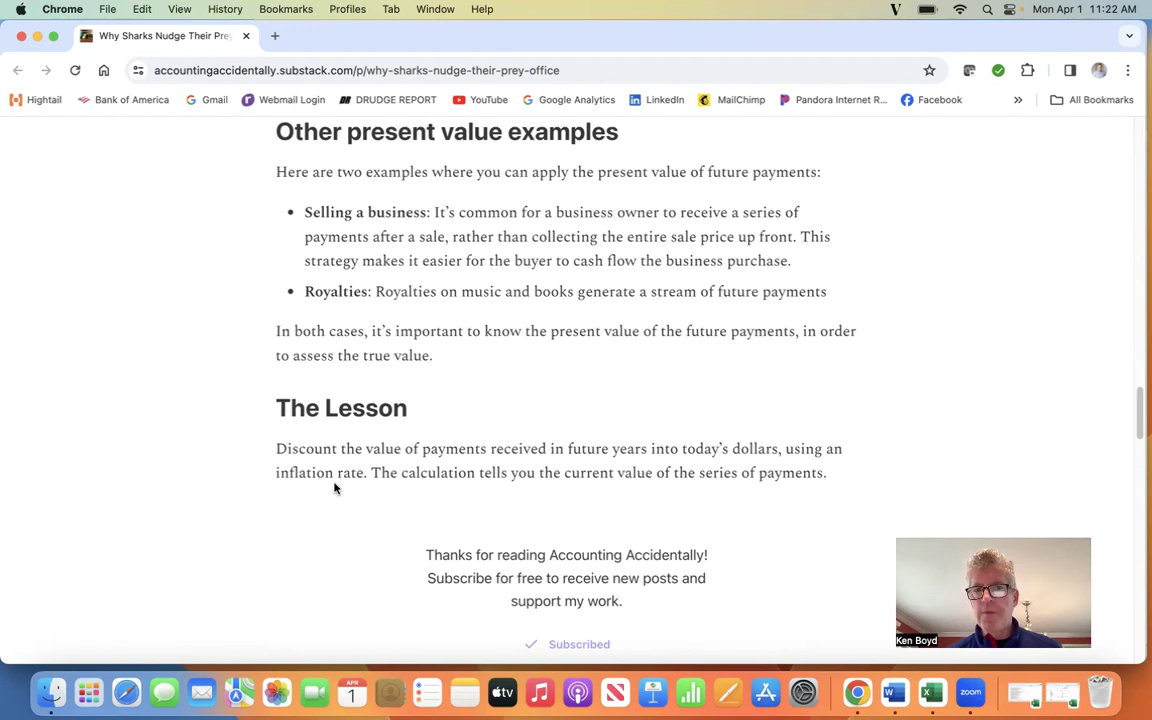 Chrome File Edit View History Bookmarks Profiles Tab Window Help
V
Mon Apr 1 11:22 AM
Why Sharks Nudge Their Prey
accountingaccidentally.substack.com/p/why-sharks-nudge-their-prey-office
Hightail Bank of America Gmail Webmail Login DRUDGE REPORT YouTube Google Analytics LinkedIn MailChimp Pandora Internet R... Facebook » All Bookmarks
Other present value examples
Here are two examples where you can apply the present value of future payments:
• Selling a business: It’s common for a business owner to receive a series of
payments after a sale, rather than collecting the entire sale price up front. This
strategy makes it easier for the buyer to cash flow the business purchase.
• Royalties: Royalties on music and books generate a stream of future payments
In both cases, it’s important to know the present value of the future payments, in order
to assess the true value.
The Lesson
Discount the value of payments received in future years into today’s dollars, using an
inflation rate. The calculation tells you the current value of the series of payments.
Thanks for reading Accounting Accidentally!
Subscribe for free to receive new posts and
support my work.
Subscribed
Ken Boyd
APR
1
tv
W
X
zoom